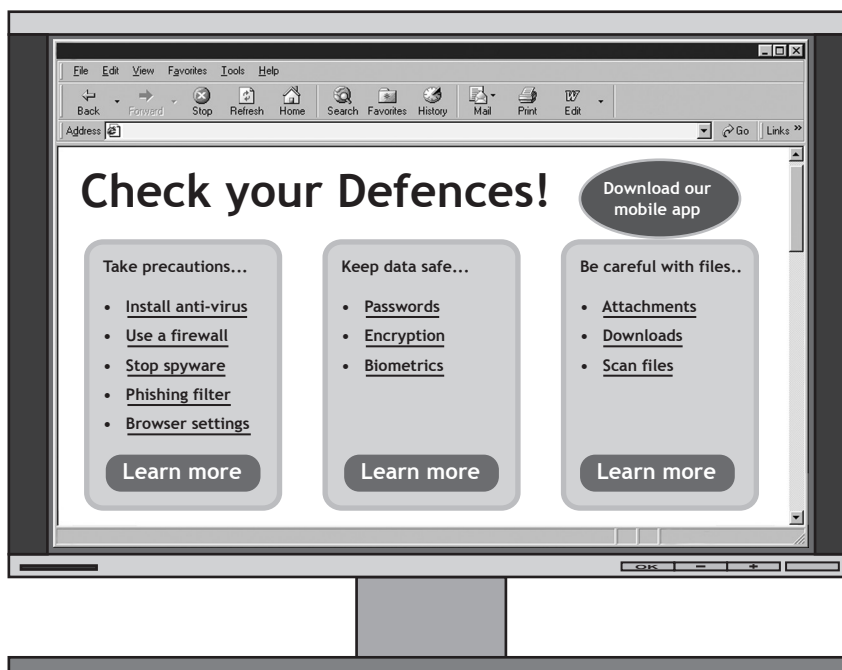 File Edit View Favorites Tools Help
Back Forward Stop Refresh Home Search Favorites History Mail Print Edit
Address Go Links »
Check your Defences!
Download our
mobile app
Take precautions...
• Install anti-virus
• Use a firewall
• Stop spyware
• Phishing filter
• Browser settings
Learn more
Keep data safe...
• Passwords
• Encryption
• Biometrics
Learn more
Be careful with files..
• Attachments
• Downloads
• Scan files
Learn more
OK − +